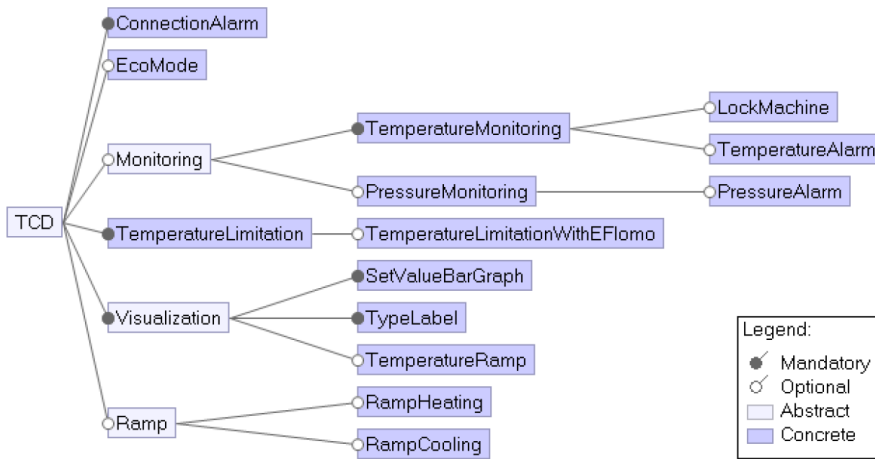 ConnectionAlarm
EcoMode
LockMachine
TemperatureMonitoring
TemperatureAlarm
Monitoring
PressureMonitoring
PressureAlarm
TCD
TemperatureLimitation
TemperatureLimitationWithEFlomo
SetValueBarGraph
Visualization
TypeLabel
TemperatureRamp
RampHeating
Ramp
RampCooling
Legend:
Mandatory
Optional
Abstract
Concrete